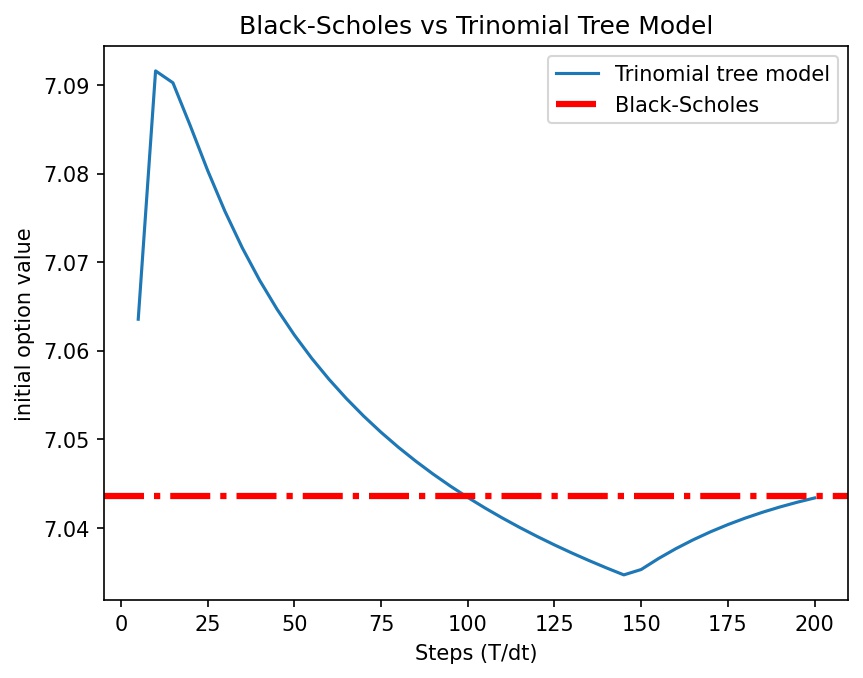 Black-Scholes vs Trinomial Tree Model
Trinomial tree model
Black-Scholes
initial option value
7.09
7.08
7.07
7.06
7.05
7.04
0 25 50 75 100 125 150 175 200
Steps (T/dt)